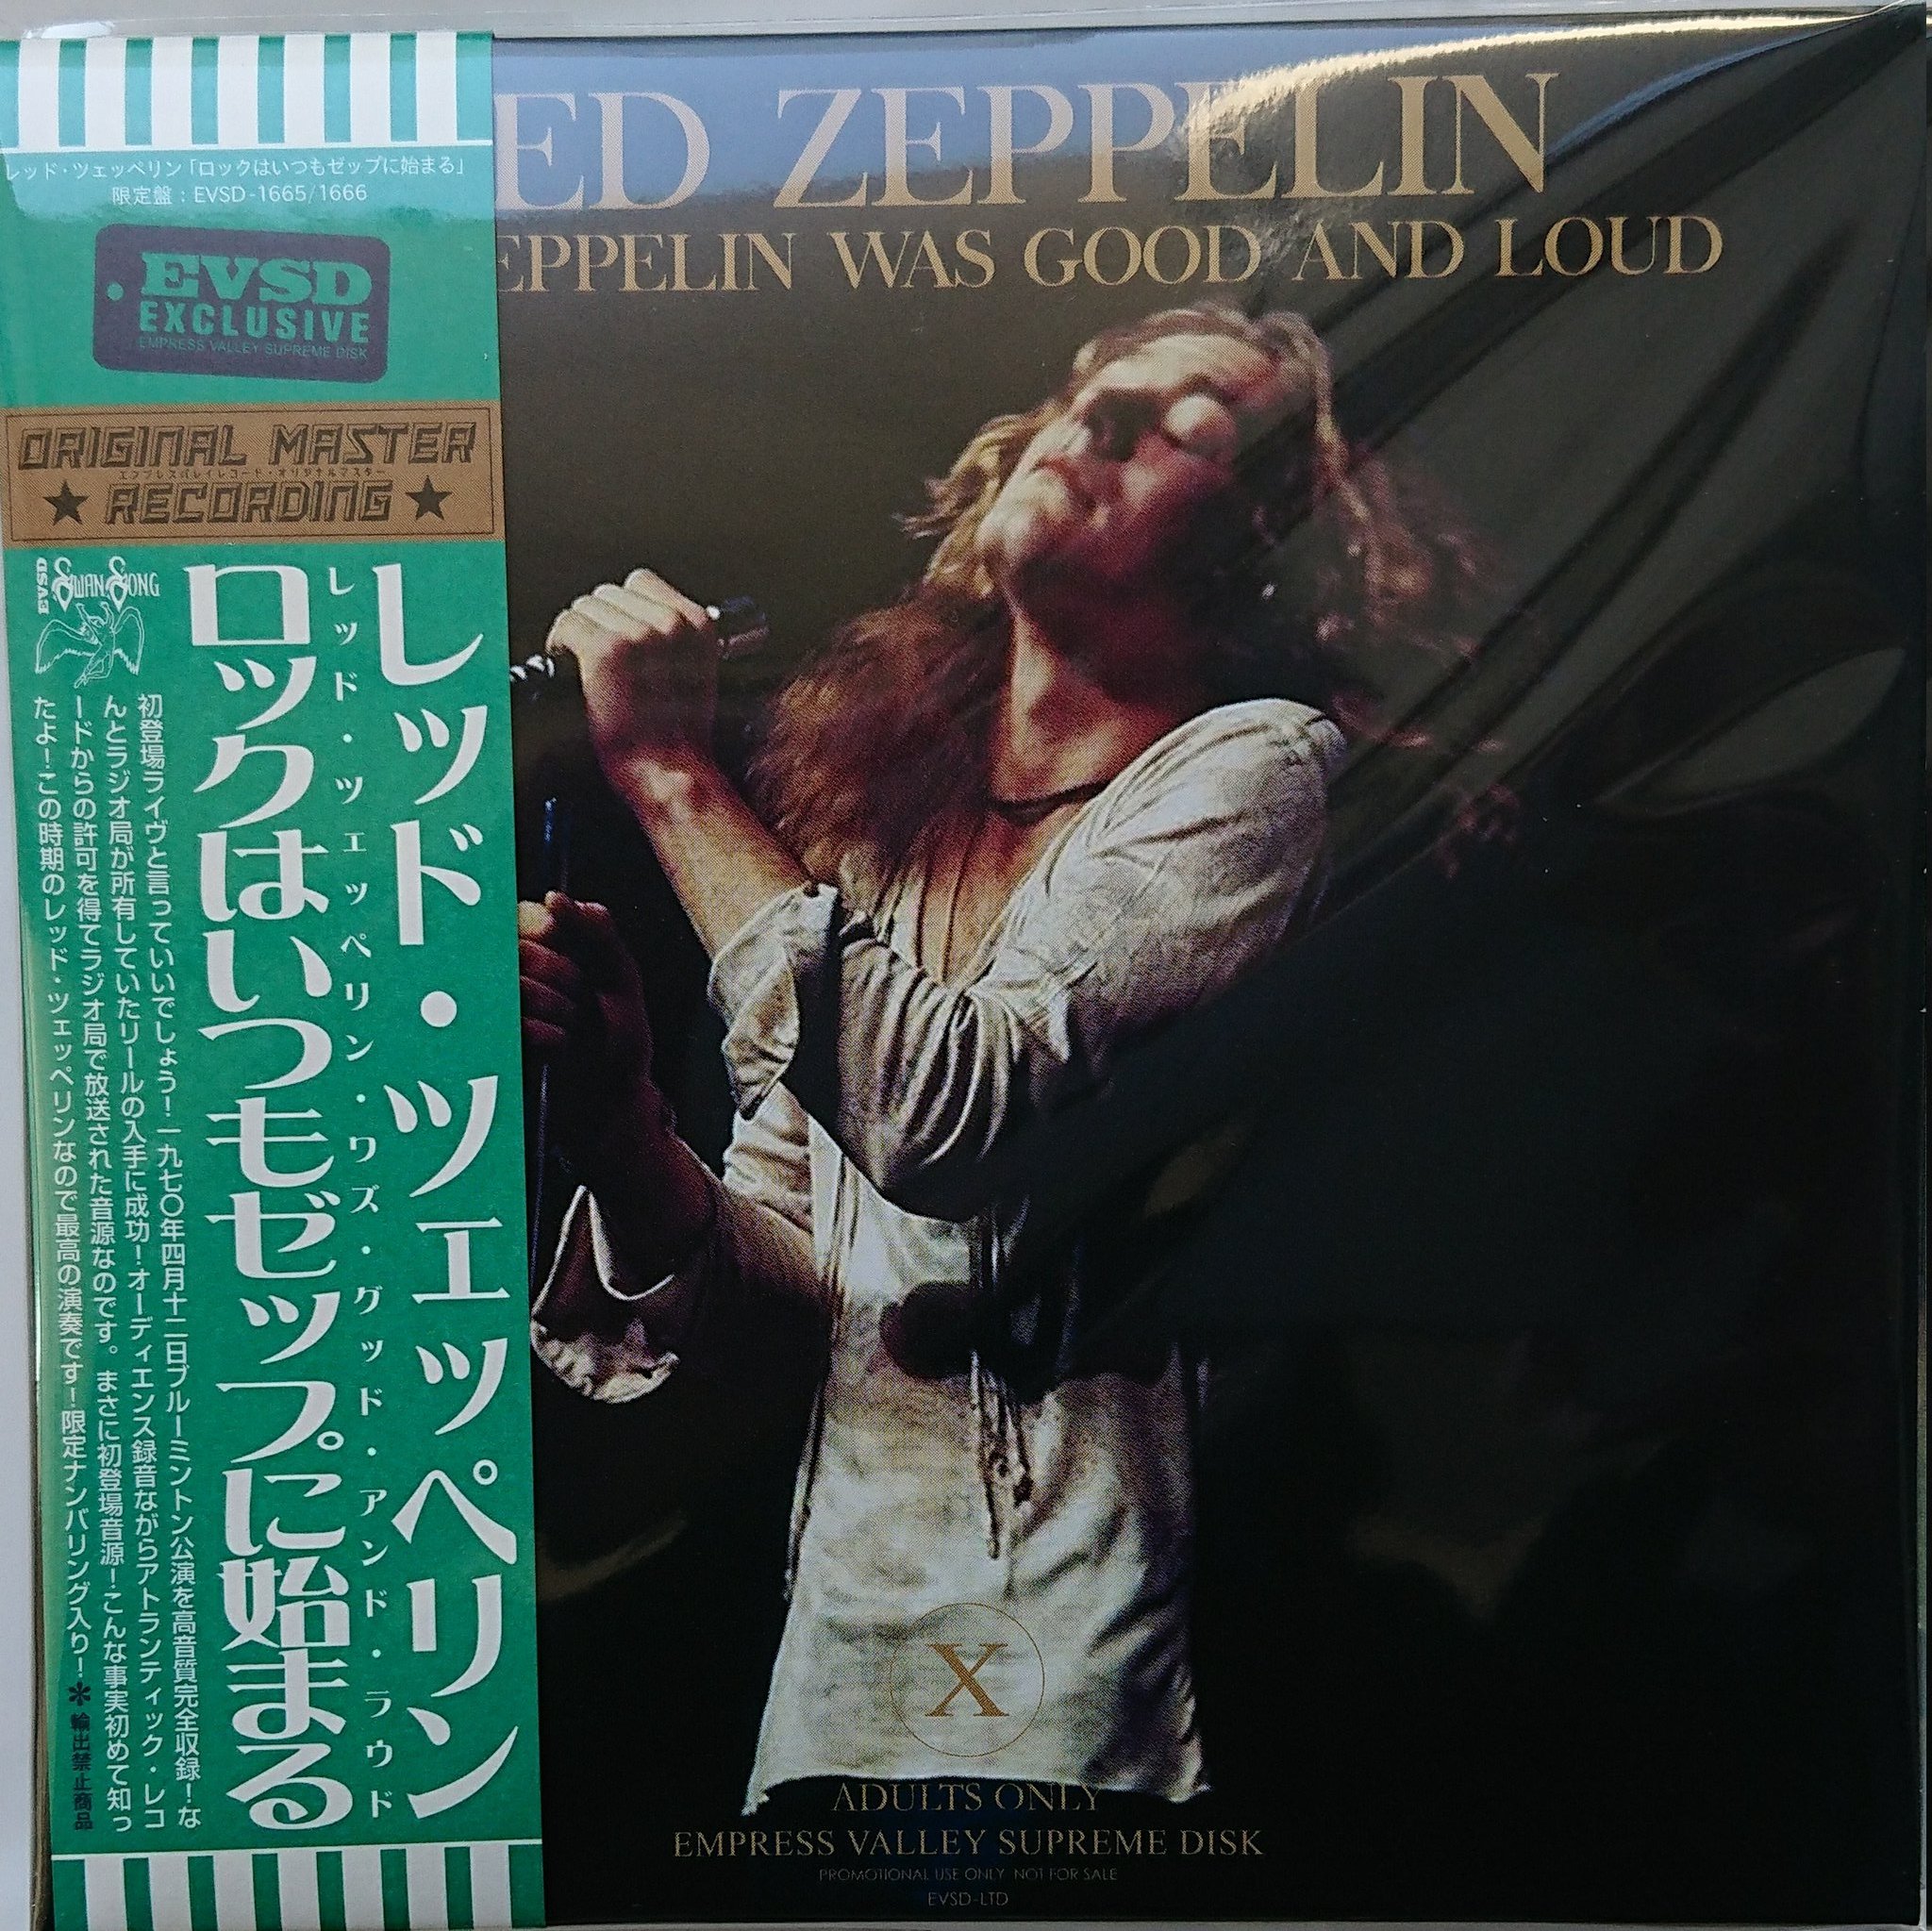 レッド・ツェッペリン「ロックはいつもゼップに始まる」
限定盤：EVSD-1665/1666
EVSD
EXCLUSIVE
EMPRESS VALLEY SUPREME DISK
ORIGINAL MASTER
RECORDING
EVSD
SWAN SONG
レッド・ツェッペリン
レッド・ツェッペリン・ワズ・グッド・アンド・ラウド
ロックはいつもゼップに始まる
初登場ライヴと言っていいでしょう！一九七〇年四月十二日ブルーミントン公演を高音質完全収録！な
んとラジオ局が所有していたリールの入手に成功！オーディエンス録音ながらアトランティック・レコ
ードからの許可を得てラジオ局で放送された音源なのです。まさに初登場音源！こんな事実初めて知っ
たよ！この時期のレッド・ツェッペリンなので最高の演奏です！限定ナンバリング入り！✻輸出禁止商品
ED ZEPPELIN
EPPELIN WAS GOOD AND LOUD
X
ADULTS ONLY
EMPRESS VALLEY SUPREME DISK
PROMOTIONAL USE ONLY NOT FOR SALE
EVSD-LTD